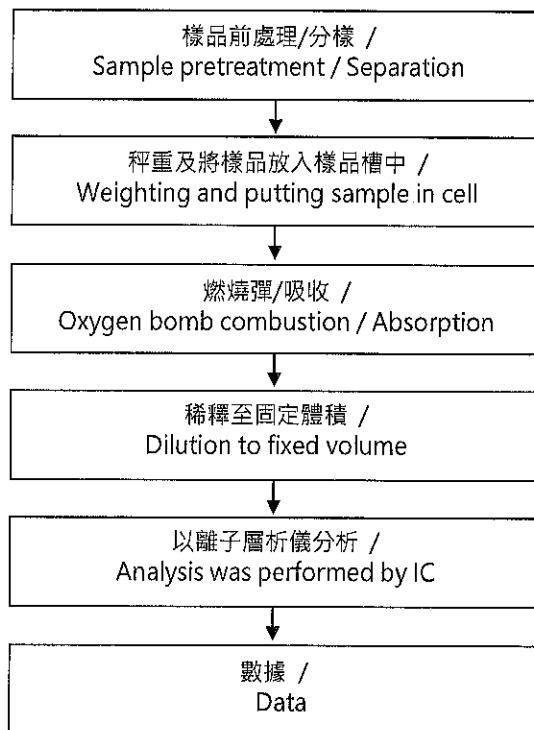 樣品前處理/分樣 /
Sample pretreatment / Separation
秤重及將樣品放入樣品槽中 /
Weighting and putting sample in cell
燃燒彈/吸收 /
Oxygen bomb combustion / Absorption
稀釋至固定體積 /
Dilution to fixed volume
以離子層析儀分析 /
Analysis was performed by IC
數據 /
Data